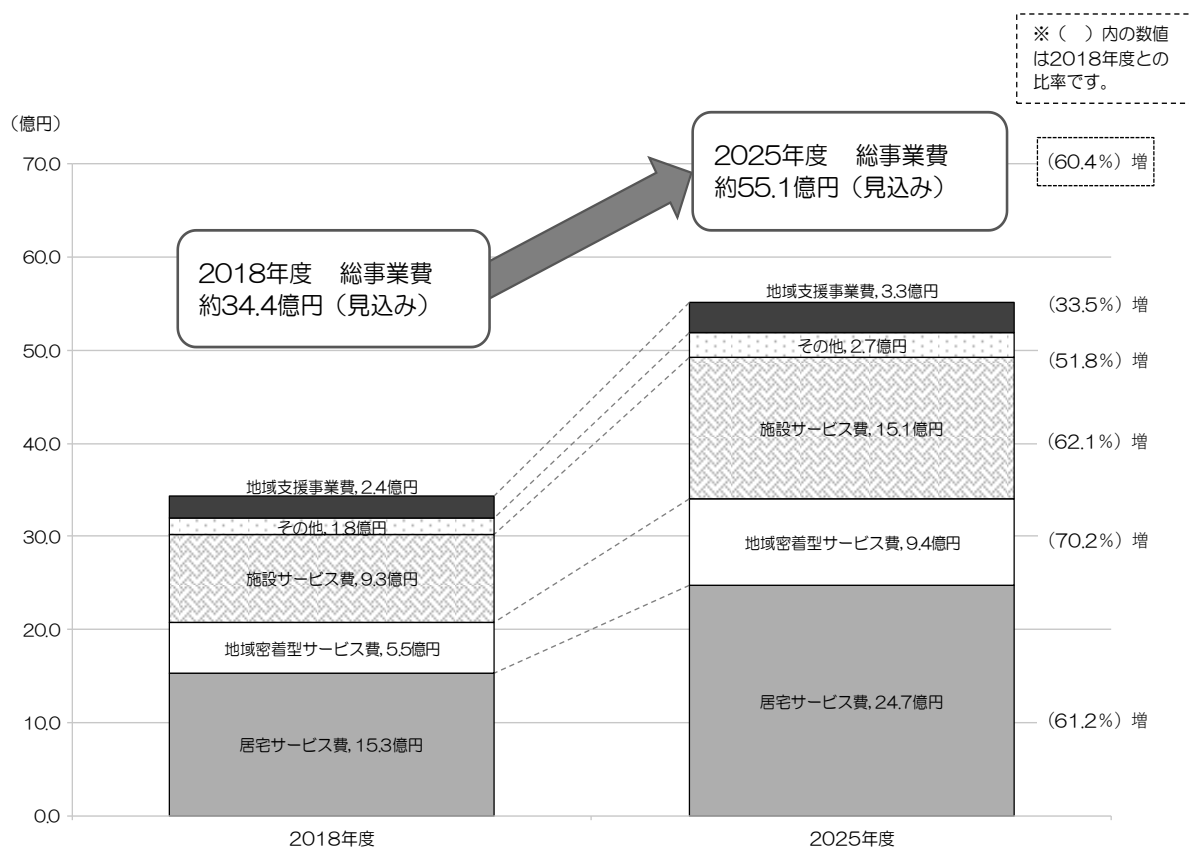 ※（　）内の数値
は2018年度との
比率です。
（億円）
70.0
60.0
50.0
40.0
30.0
20.0
10.0
0.0
2018年度　総事業費
約34.4億円（見込み）
2025年度　総事業費
約55.1億円（見込み）
地域支援事業費, 2.4億円
その他, 1.8億円
施設サービス費, 9.3億円
地域密着型サービス費, 5.5億円
居宅サービス費, 15.3億円
地域支援事業費, 3.3億円
その他, 2.7億円
施設サービス費, 15.1億円
地域密着型サービス費, 9.4億円
居宅サービス費, 24.7億円
（60.4%）増
（33.5%）増
（51.8%）増
（62.1%）増
（70.2%）増
（61.2%）増
2018年度
2025年度